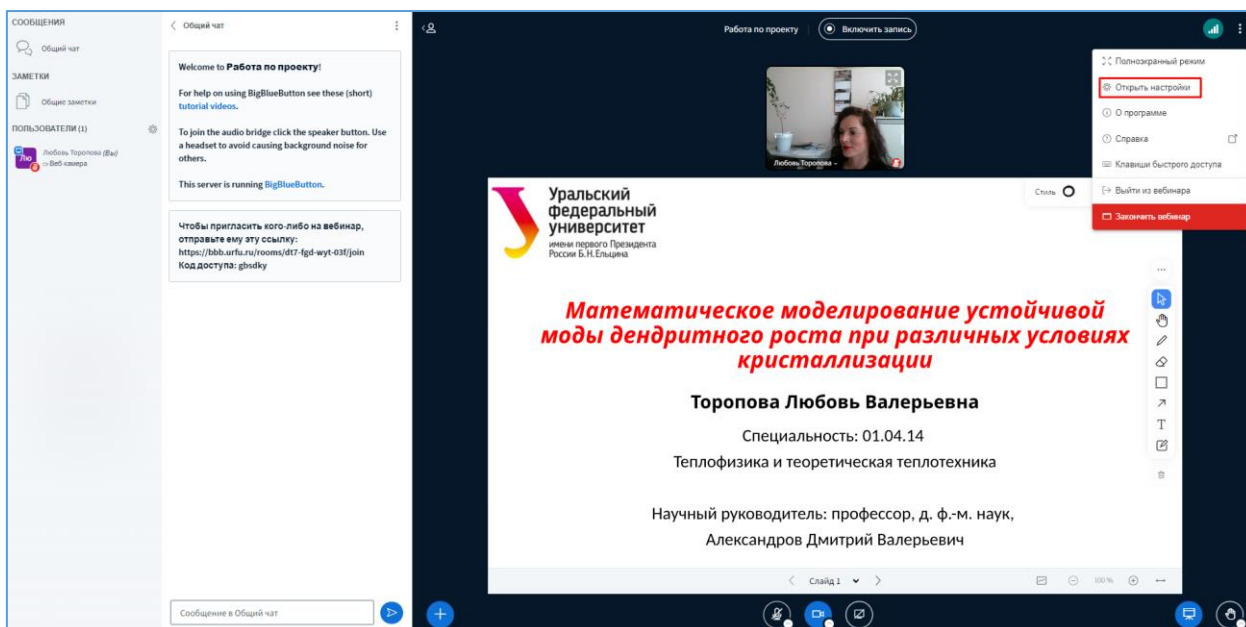 СООБЩЕНИЯ
Общий чат
ЗАМЕТКИ
Общие заметки
ПОЛЬЗОВАТЕЛИ (1)
Лю
Любовь Торопова (Вы)
Веб-камера
Общий чат
Welcome to Работа по проекту!
For help on using BigBlueButton see these (short)
tutorial videos.
To join the audio bridge click the speaker button. Use
a headset to avoid causing background noise for
others.
This server is running BigBlueButton.
Чтобы пригласить кого-либо на вебинар,
отправьте ему эту ссылку:
https://bbb.urfu.ru/rooms/dt7-fgd-wyt-03f/join
Код доступа: gbsdky
Сообщение в Общий чат
Работа по проекту
Включить запись
Любовь Торопова
Полноэкранный режим
Открыть настройки
О программе
Справка
Клавиши быстрого доступа
Выйти из вебинара
Закончить вебинар
Уральский
федеральный
университет
имени первого Президента
России Б.Н.Ельцина
Стиль
Математическое моделирование устойчивой
моды дендритного роста при различных условиях
кристаллизации
Торопова Любовь Валерьевна
Специальность: 01.04.14
Теплофизика и теоретическая теплотехника
Научный руководитель: профессор, д. ф.-м. наук,
Александров Дмитрий Валерьевич
T
Слайд 1
100%